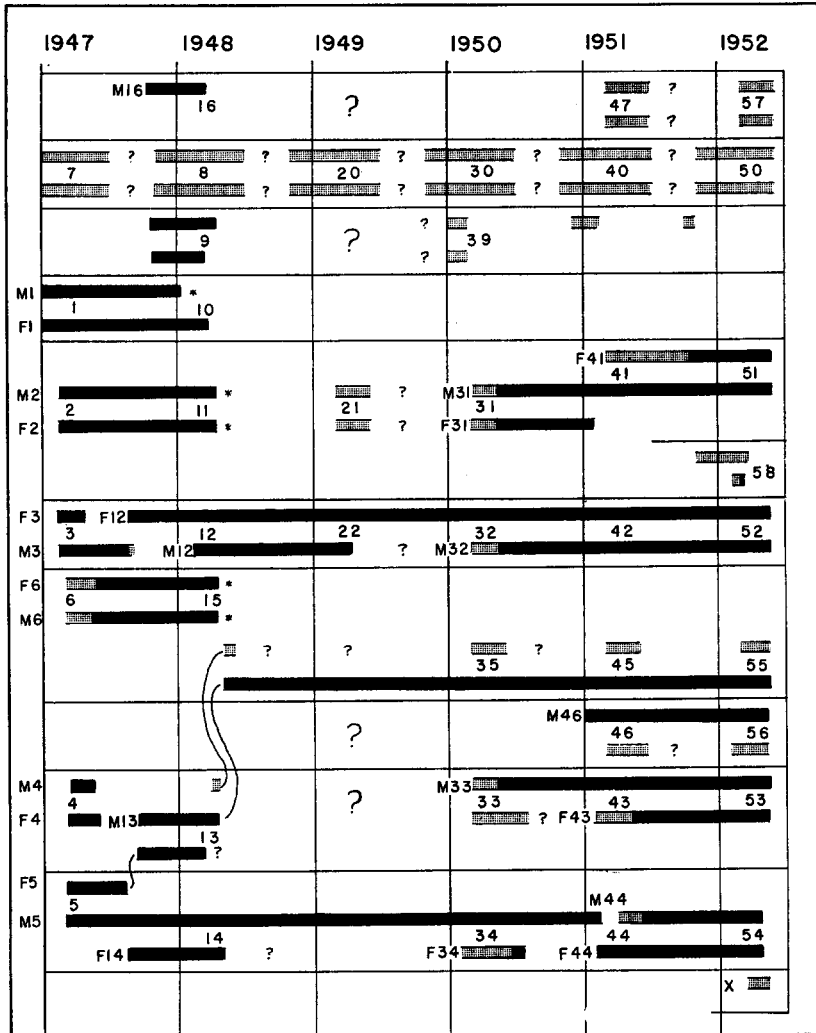 1947 1948 1949 1950 1951 1952
M16 ? ?
16 47 57
?
? ? ? ? ?
7 8 20 30 40 50
? ? ? ? ? ?
?
9 ? 39
?
M1 *
1 10
F1
F41
41 51
M2 * ? M31
2 11 21 31
F2 * ? F31
58
F3 F12
3 12 22 32 42 52
M3 M12 ? M32
F6 *
6 15
M6 *
? ? ?
35 45 55
M46
? 46 56
?
M4 M33
4 ? 33 43 53
F4 M13 ? F43
13
?
F5
5 M44
M5
14 34 44 54
F14 ? F34 F44
X